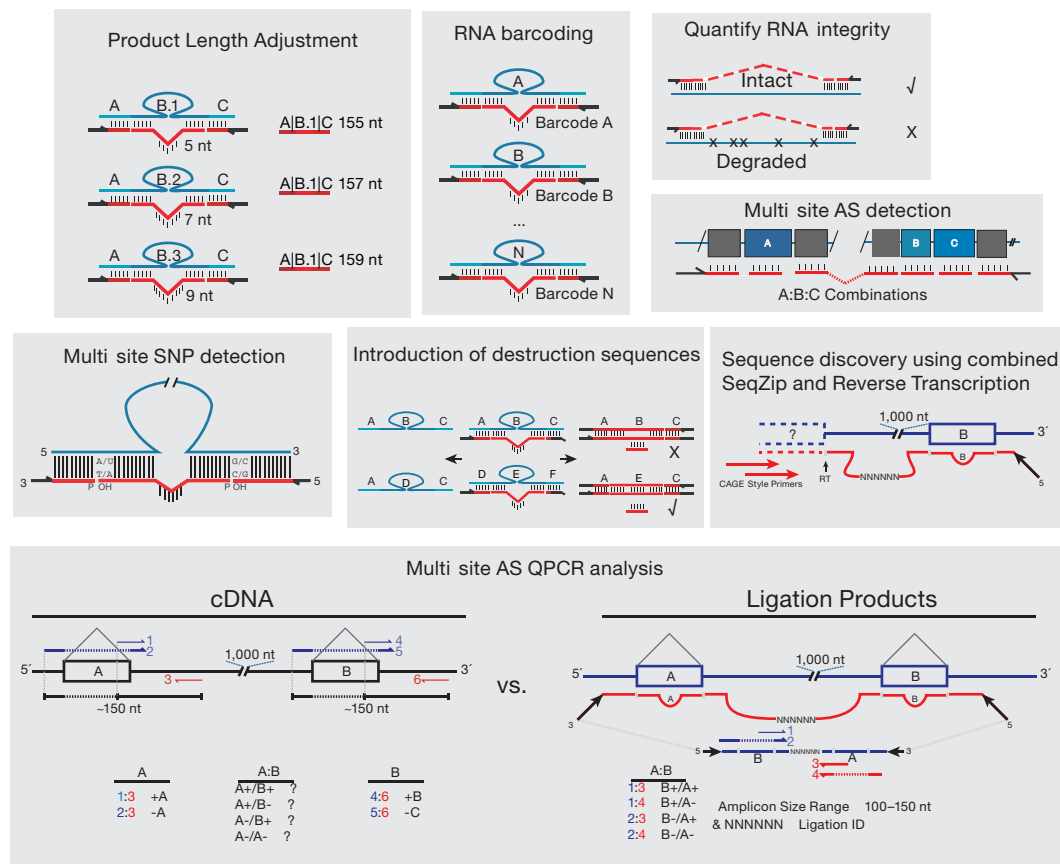 Product Length Adjustment
A B.1 C
5 nt
A|B.1|C 155 nt
A B.2 C
7 nt
A|B.1|C 157 nt
A B.3 C
9 nt
A|B.1|C 159 nt
RNA barcoding
A
Barcode A
B
Barcode B
...
N
Barcode N
Quantify RNA integrity
Intact
√
x xx x x
X
Degraded
Multi site AS detection
A B C
A:B:C Combinations
Multi site SNP detection
5 3
A/U G/C
T/A C/G
3 5
P OH P OH
Introduction of destruction sequences
A B C A B C A B C
X
A D C D E F A E C
√
Sequence discovery using combined
SeqZip and Reverse Transcription
1,000 nt
? B 3´
B
NNNNNN
CAGE Style Primers RT 5
Multi site AS QPCR analysis
cDNA
1 4
2 5
1,000 nt
5´ A B 3´
3 6
~150 nt ~150 nt
A A:B B
1:3 +A A+/B+ ? 4:6 +B
2:3 -A A+/B- ? 5:6 -C
A-/B+ ?
A-/A- ?
vs.
Ligation Products
1,000 nt
5´ A B 3´
A B
3 NNNNNN 5
1
2
5 B NNNNNN A 3
3
4
A:B
1:3 B+/A+
1:4 B+/A-
2:3 B-/A+
2:4 B-/A-
Amplicon Size Range 100–150 nt
& NNNNNN Ligation ID